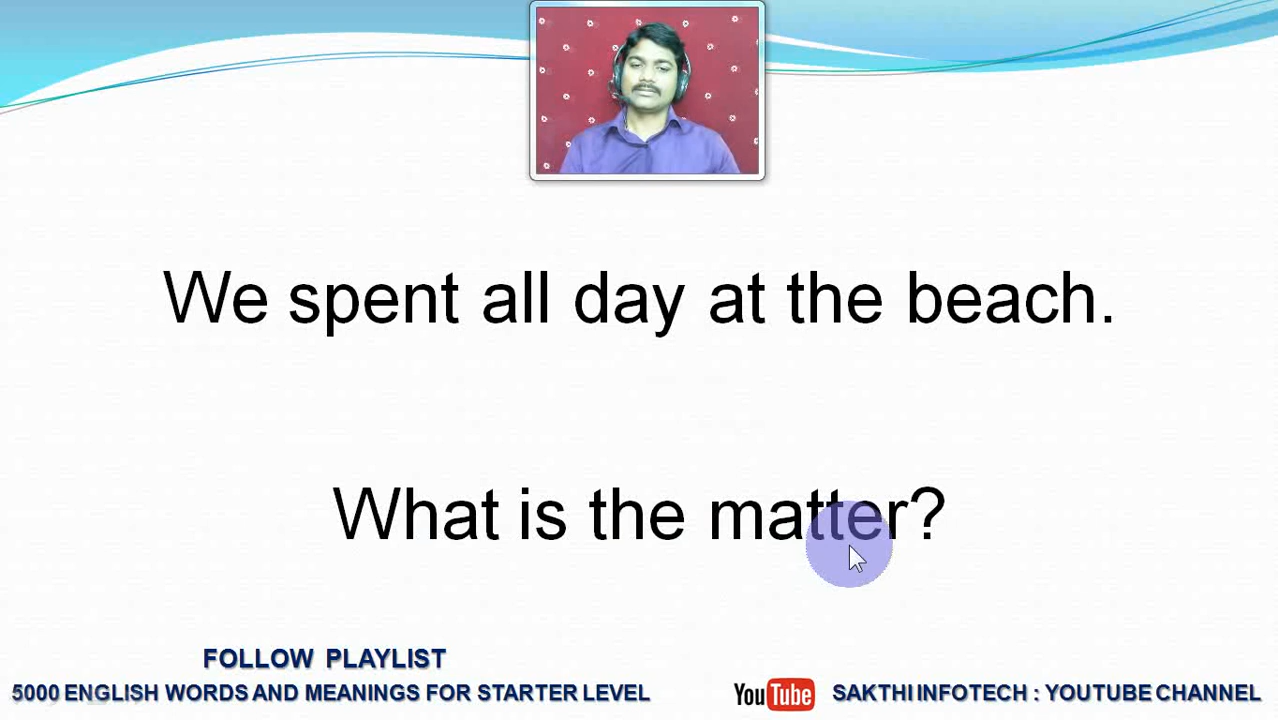 We spent all day at the beach.
What is the matter?
FOLLOW PLAYLIST
5000 ENGLISH WORDS AND MEANINGS FOR STARTER LEVEL
YouTube SAKTHI INFOTECH : YOUTUBE CHANNEL